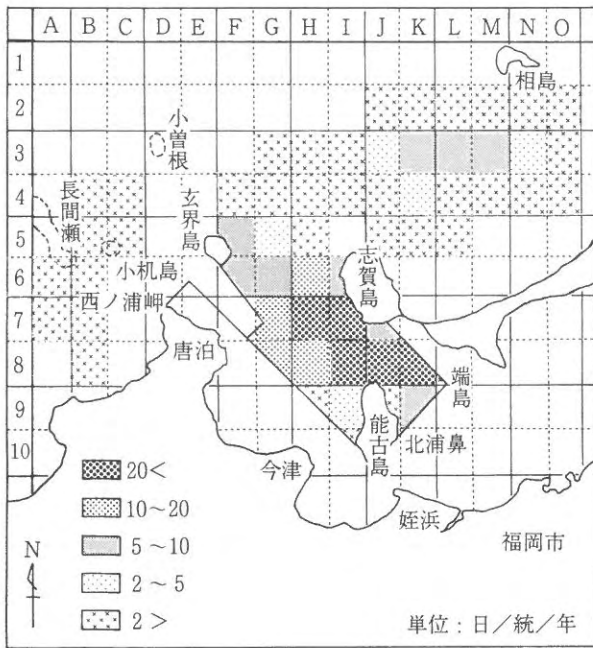 A B C D E F G H I J K L M N O
1
2
3
4
5
6
7
8
9
10
相島
小曽根
長間瀬
玄界島
小机島
志賀島
西ノ浦岬
唐泊
端島
能古島
北浦鼻
今津
姪浜
福岡市
20<
10~20
5~10
2~5
2>
N
単位:日/統/年